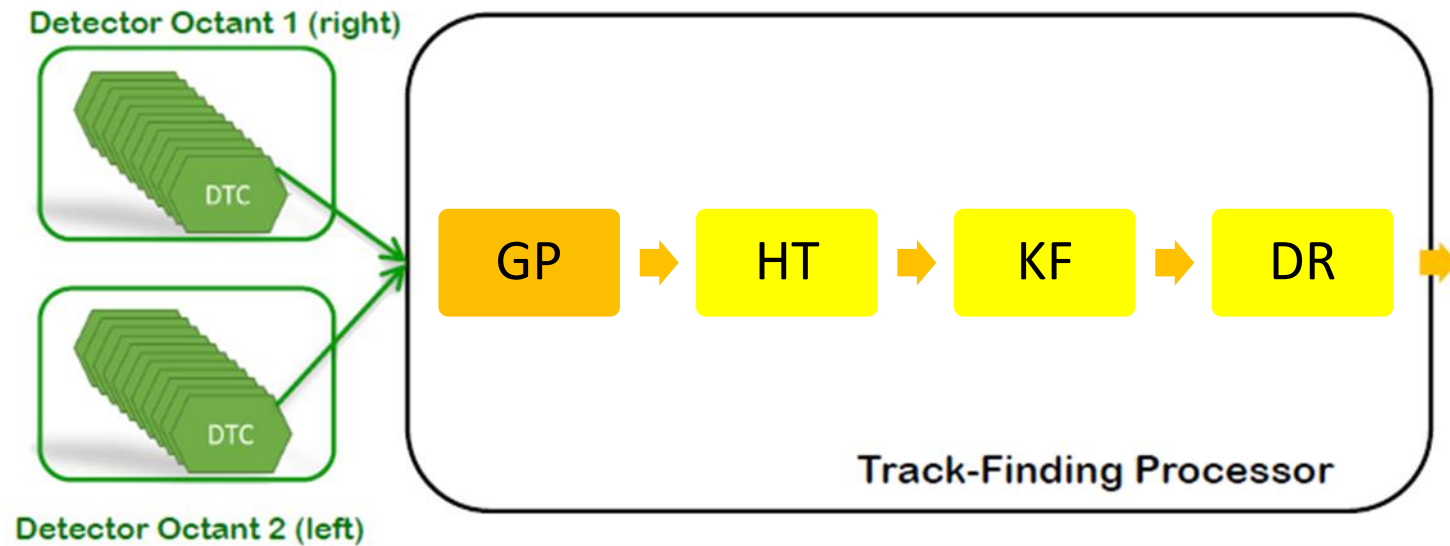 Detector Octant 1 (right)
DTC
GP
HT
KF
DR
DTC
Track-Finding Processor
Detector Octant 2 (left)